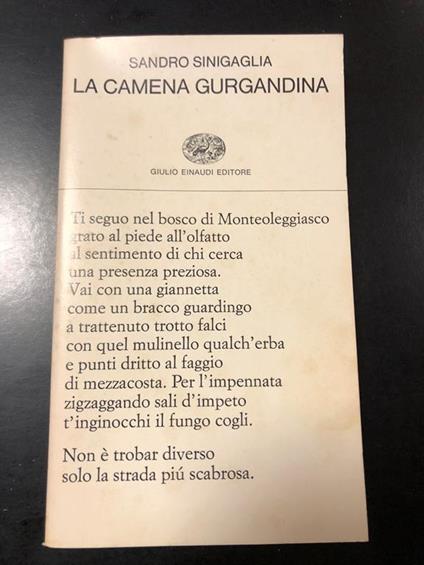 SANDRO SINIGAGLIA
LA CAMENA GURGANDINA
GIULIO EINAUDI EDITORE
Ti seguo nel bosco di Monteoleggiasco
grato al piede all'olfatto
al sentimento di chi cerca
una presenza preziosa.
Vai con una giannetta
come un bracco guardingo
a trattenuto trotto falci
con quel mulinello qualch'erba
e punti dritto al faggio
di mezzacosta. Per l'impennata
zigzaggando sali d'impeto
t'inginocchi il fungo cogli.
Non è trobar diverso
solo la strada piú scabrosa.